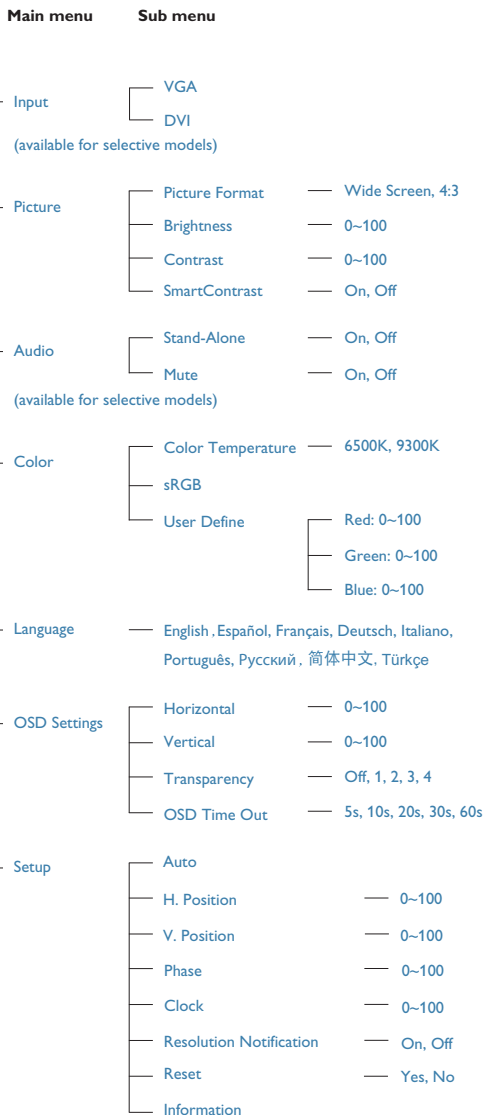 Main menu Sub menu
VGA
Input
DVI
(available for selective models)
Picture Format Wide Screen, 4:3
Picture
Brightness 0~100
Contrast 0~100
SmartContrast On, Off
Stand-Alone On, Off
Audio
Mute On, Off
(available for selective models)
Color Temperature 6500K, 9300K
Color
sRGB
User Define Red: 0~100
Green: 0~100
Blue: 0~100
Language English , Español, Français, Deutsch, Italiano,
Português, Русский , 简体中文, Türkçe
Horizontal 0~100
OSD Settings
Vertical 0~100
Transparency Off, 1, 2, 3, 4
OSD Time Out 5s, 10s, 20s, 30s, 60s
Auto
Setup
H. Position 0~100
V. Position 0~100
Phase 0~100
Clock 0~100
Resolution Notification On, Off
Reset Yes, No
Information